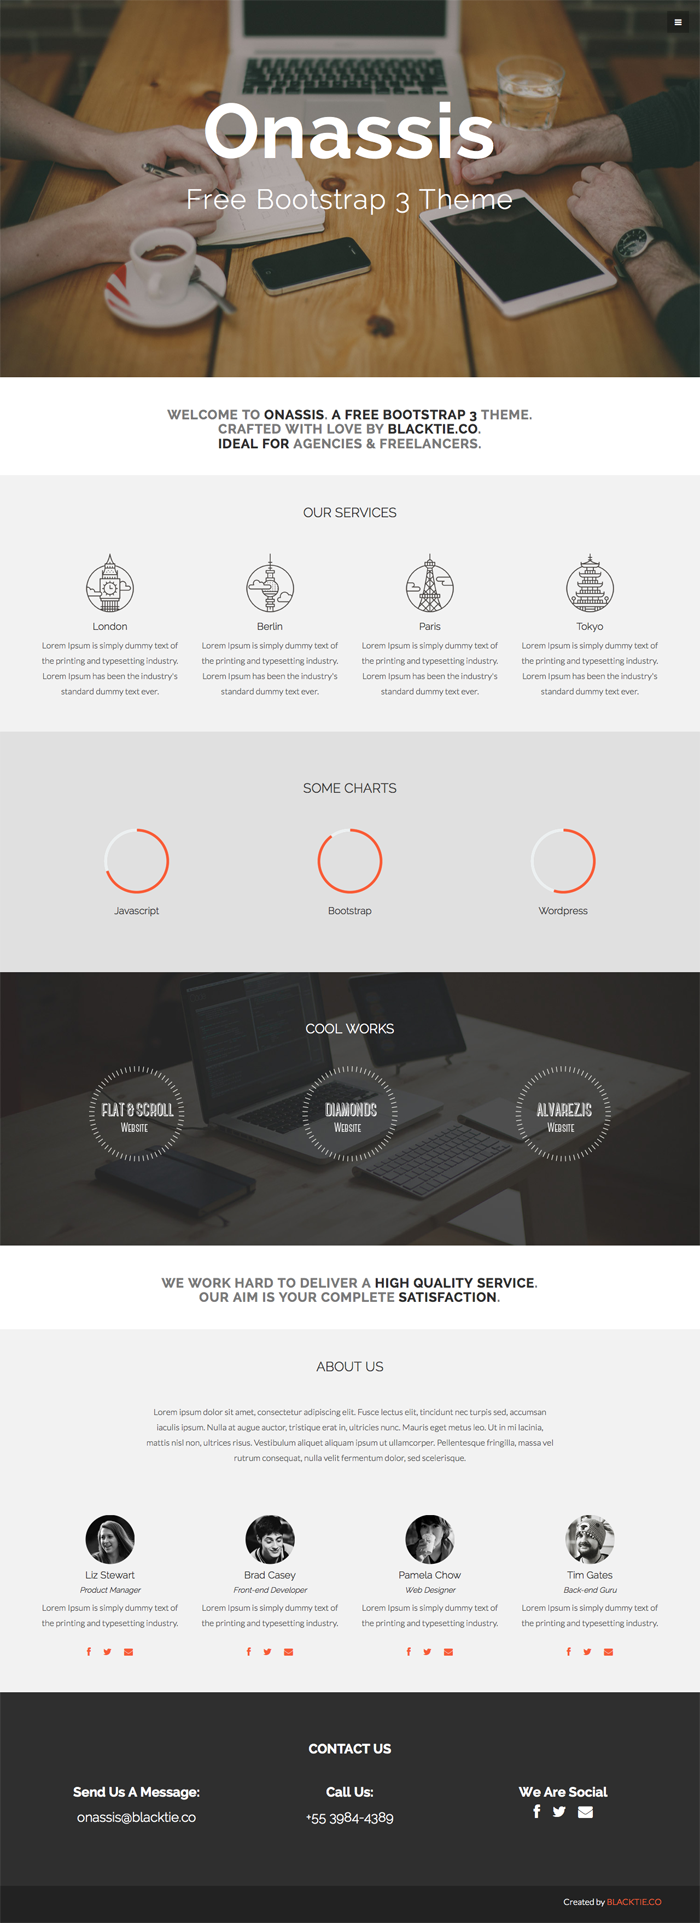 Onassis
Free Bootstrap 3 Theme
WELCOME TO ONASSIS. A FREE BOOTSTRAP 3 THEME.
CRAFTED WITH LOVE BY BLACKTIE.CO.
IDEAL FOR AGENCIES & FREELANCERS.
OUR SERVICES
London
Lorem Ipsum is simply dummy text of
the printing and typesetting industry.
Lorem Ipsum has been the industry's
standard dummy text ever.
Berlin
Lorem Ipsum is simply dummy text of
the printing and typesetting industry.
Lorem Ipsum has been the industry's
standard dummy text ever.
Paris
Lorem Ipsum is simply dummy text of
the printing and typesetting industry.
Lorem Ipsum has been the industry's
standard dummy text ever.
Tokyo
Lorem Ipsum is simply dummy text of
the printing and typesetting industry.
Lorem Ipsum has been the industry's
standard dummy text ever.
SOME CHARTS
Javascript
Bootstrap
Wordpress
COOL WORKS
FLAT & SCROLL
WEBSITE
DIAMONDS
WEBSITE
ALVAREZ.IS
WEBSITE
WE WORK HARD TO DELIVER A HIGH QUALITY SERVICE.
OUR AIM IS YOUR COMPLETE SATISFACTION.
ABOUT US
Lorem ipsum dolor sit amet, consectetur adipiscing elit. Fusce lectus elit, tincidunt nec turpis sed, accumsan
iaculis ipsum. Nulla at augue auctor, tristique erat in, ultricies nunc. Mauris eget metus leo. Ut in mi lacinia,
mattis nisl non, ultrices risus. Vestibulum aliquet aliquam ipsum ut ullamcorper. Pellentesque fringilla, massa vel
rutrum consequat, nulla velit fermentum dolor, sed scelerisque.
Liz Stewart
Product Manager
Lorem Ipsum is simply dummy text of
the printing and typesetting industry.
Brad Casey
Front-end Developer
Lorem Ipsum is simply dummy text of
the printing and typesetting industry.
Pamela Chow
Web Designer
Lorem Ipsum is simply dummy text of
the printing and typesetting industry.
Tim Gates
Back-end Guru
Lorem Ipsum is simply dummy text of
the printing and typesetting industry.
CONTACT US
Send Us A Message:
onassis@blacktie.co
Call Us:
+55 3984-4389
We Are Social
Created by BLACKTIE.CO